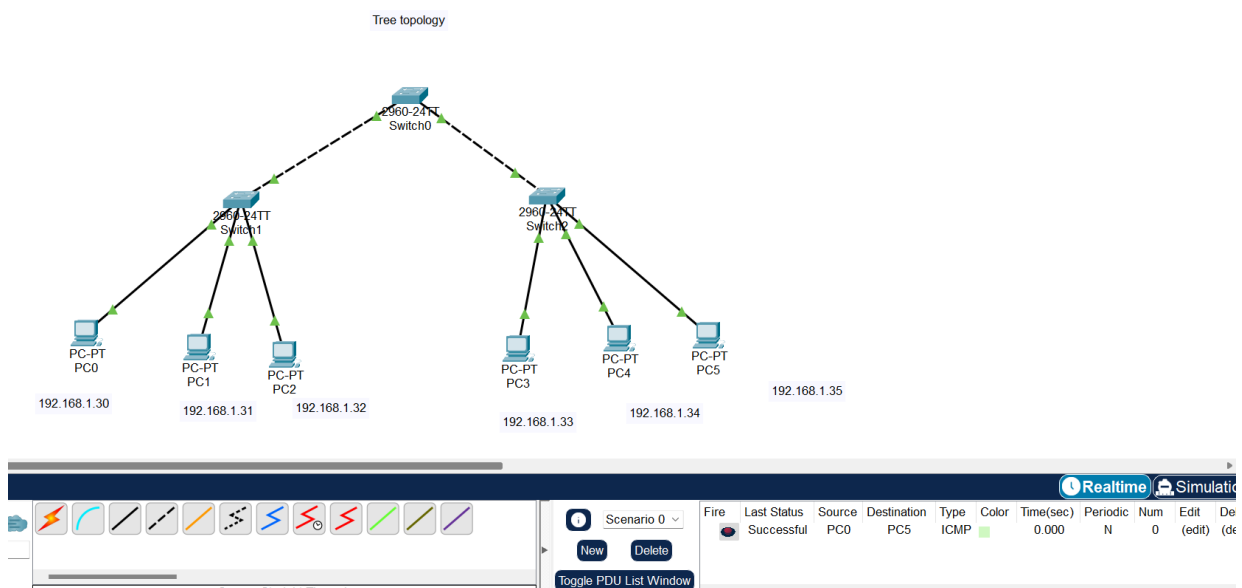 Tree topology
2960-24TT
Switch0
2960-24TT
Switch1
2960-24TT
Switch2
PC-PT
PC0
PC-PT
PC1
PC-PT
PC2
PC-PT
PC3
PC-PT
PC4
PC-PT
PC5
192.168.1.30
192.168.1.31
192.168.1.32
192.168.1.33
192.168.1.34
192.168.1.35
Realtime
Simulatio
Scenario 0
New
Delete
Toggle PDU List Window
Fire Last Status Source Destination Type Color Time(sec) Periodic Num Edit De
Successful PC0 PC5 ICMP 0.000 N 0 (edit) (de